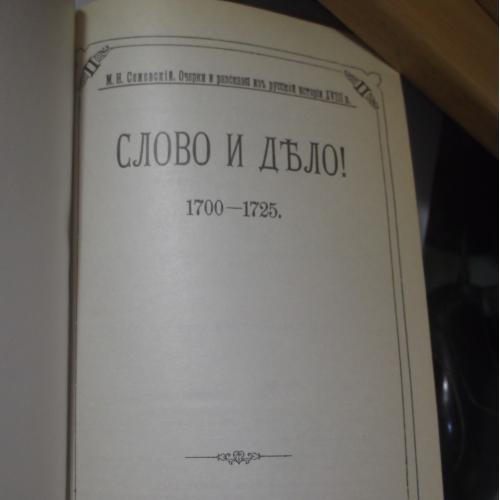 М. И. Семевскій. Очерки и разсказы изъ русской исторіи XVIII в.
СЛОВО И ДѢЛО!
1700—1725.